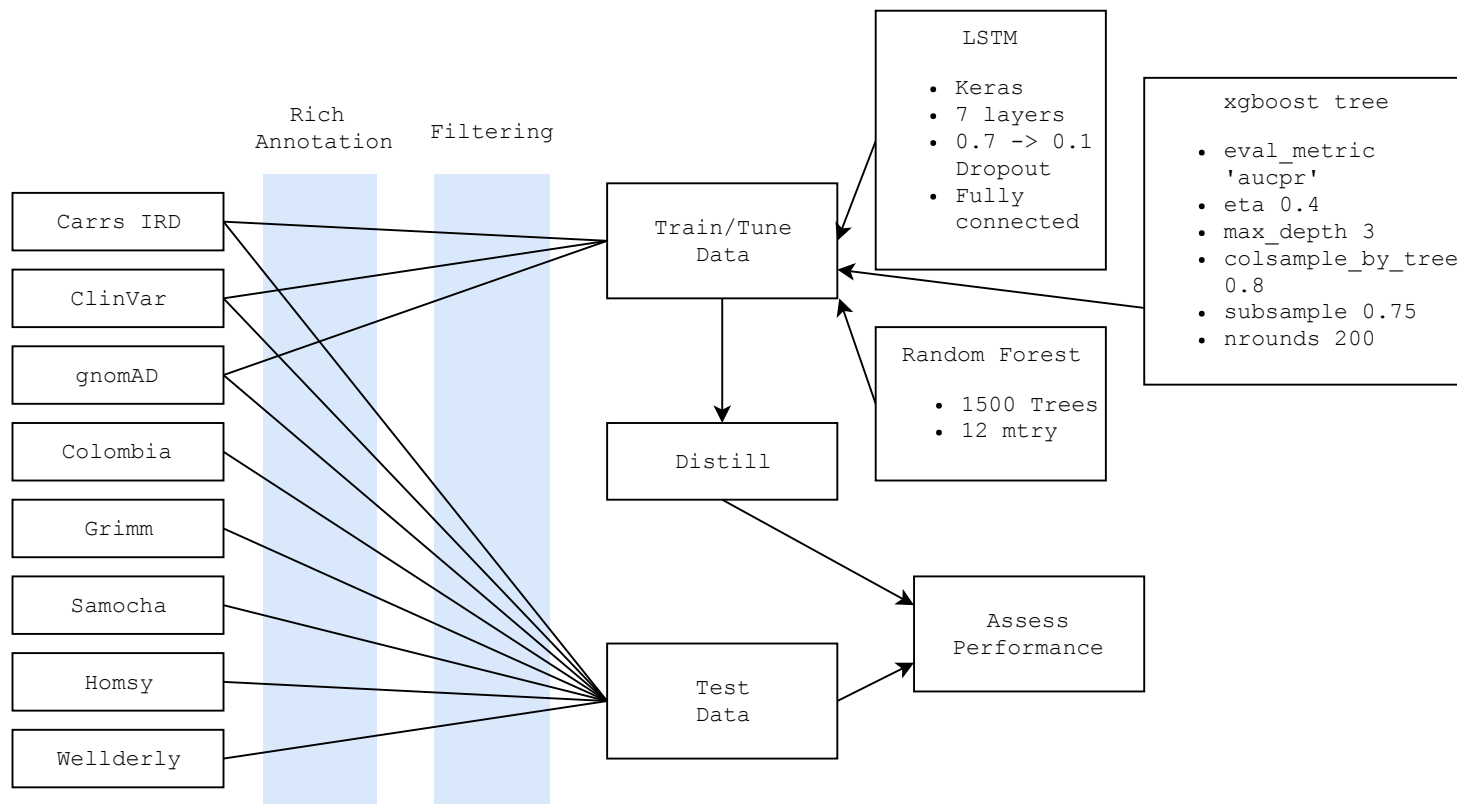 Rich
Annotation
Filtering
Carrs IRD
ClinVar
gnomAD
Colombia
Grimm
Samocha
Homsy
Wellderly
Train/Tune
Data
Distill
Test
Data
Assess
Performance
LSTM
• Keras
• 7 layers
• 0.7 -> 0.1
Dropout
• Fully
connected
Random Forest
• 1500 Trees
• 12 mtry
xgboost tree
• eval_metric
'aucpr'
• eta 0.4
• max_depth 3
• colsample_by_tree
0.8
• subsample 0.75
• nrounds 200